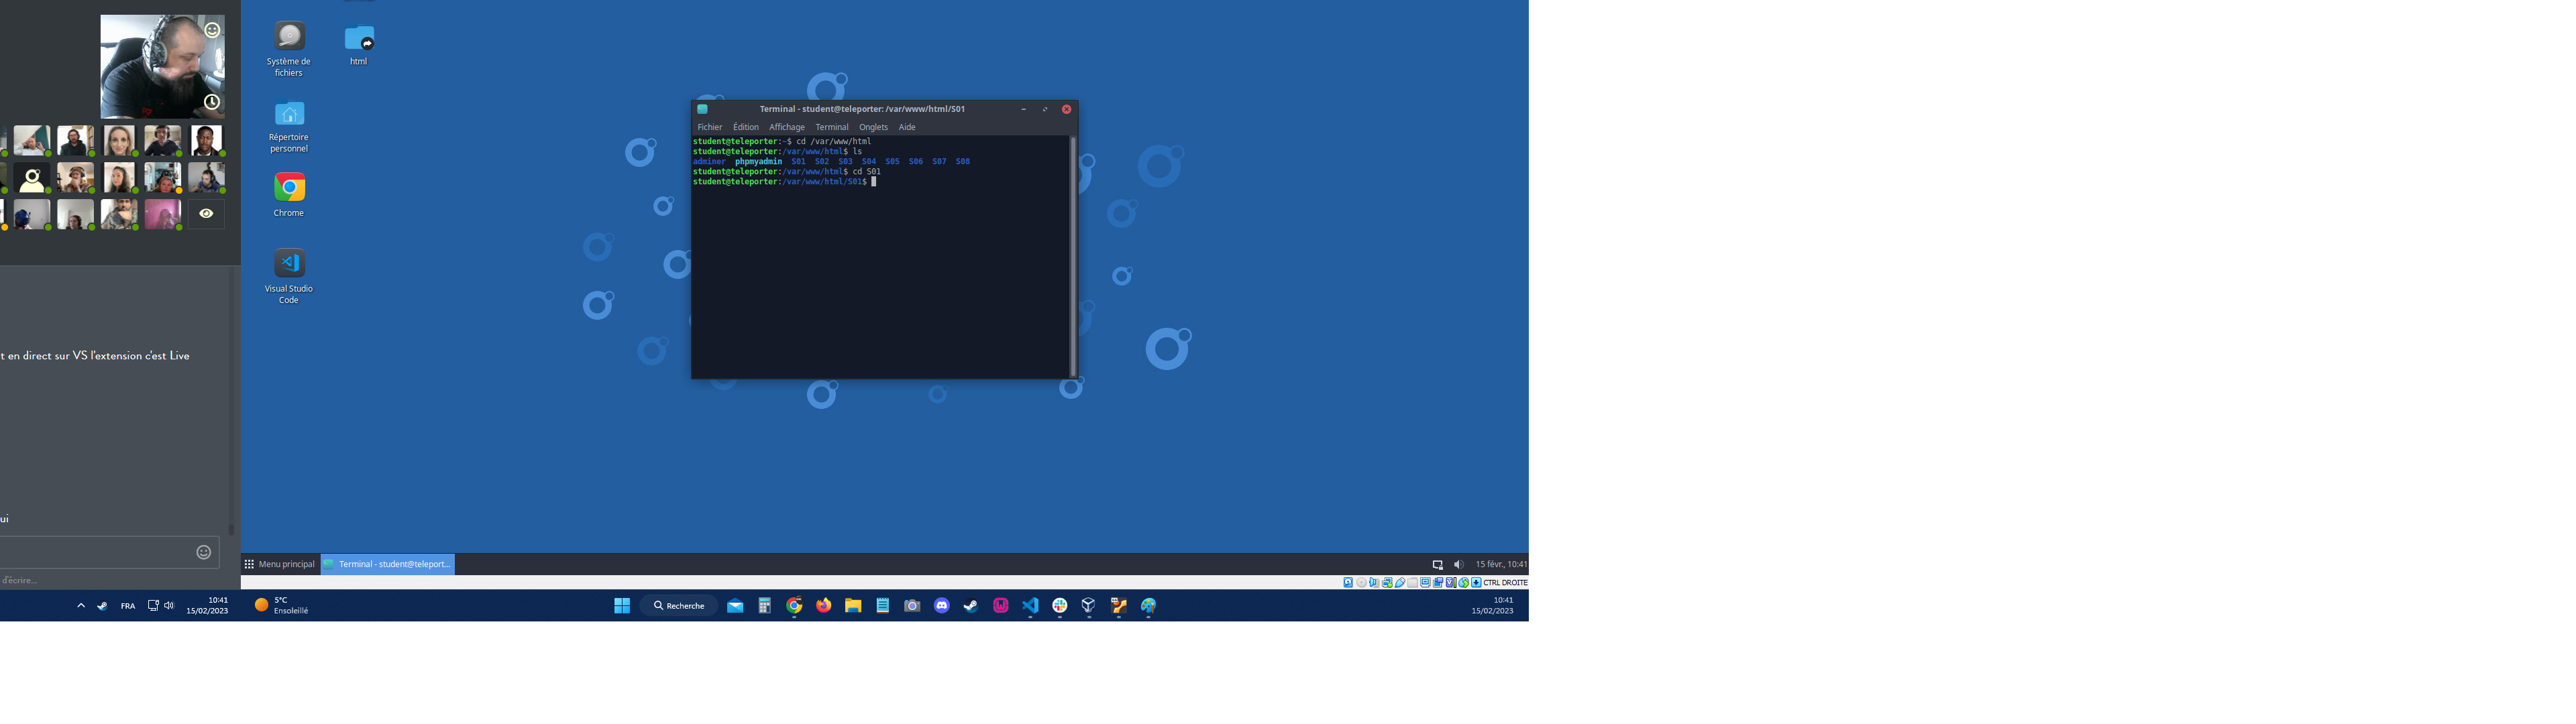 t en direct sur VS l'extension c'est Live
ui
d'écrire...
FRA
10:41
15/02/2023
Système de
fichiers
html
Répertoire
personnel
Chrome
Visual Studio
Code
Terminal - student@teleporter: /var/www/html/S01
Fichier Édition Affichage Terminal Onglets Aide
student@teleporter:~$ cd /var/www/html
student@teleporter:/var/www/html$ ls
adminer phpmyadmin S01 S02 S03 S04 S05 S06 S07 S08
student@teleporter:/var/www/html$ cd S01
student@teleporter:/var/www/html/S01$
Menu principal
Terminal - student@teleport...
15 févr., 10:41
CTRL DROITE
5°C
Ensoleillé
Recherche
10:41
15/02/2023